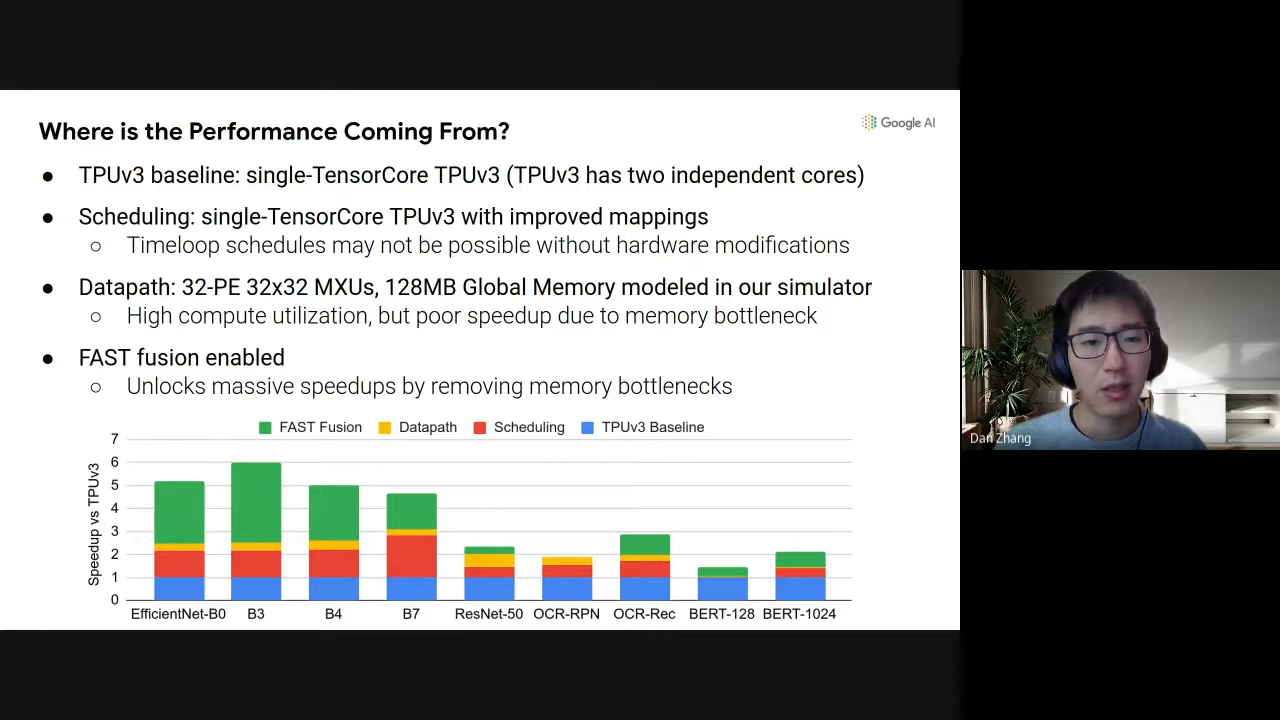 Where is the Performance Coming From?
Google AI
● TPUv3 baseline: single-TensorCore TPUv3 (TPUv3 has two independent cores)
● Scheduling: single-TensorCore TPUv3 with improved mappings
○ Timeloop schedules may not be possible without hardware modifications
● Datapath: 32-PE 32x32 MXUs, 128MB Global Memory modeled in our simulator
○ High compute utilization, but poor speedup due to memory bottleneck
● FAST fusion enabled
○ Unlocks massive speedups by removing memory bottlenecks
FAST Fusion Datapath Scheduling TPUv3 Baseline
Speedup vs TPUv3
7
6
5
4
3
2
1
0
EfficientNet-B0 B3 B4 B7 ResNet-50 OCR-RPN OCR-Rec BERT-128 BERT-1024
Dan Zhang